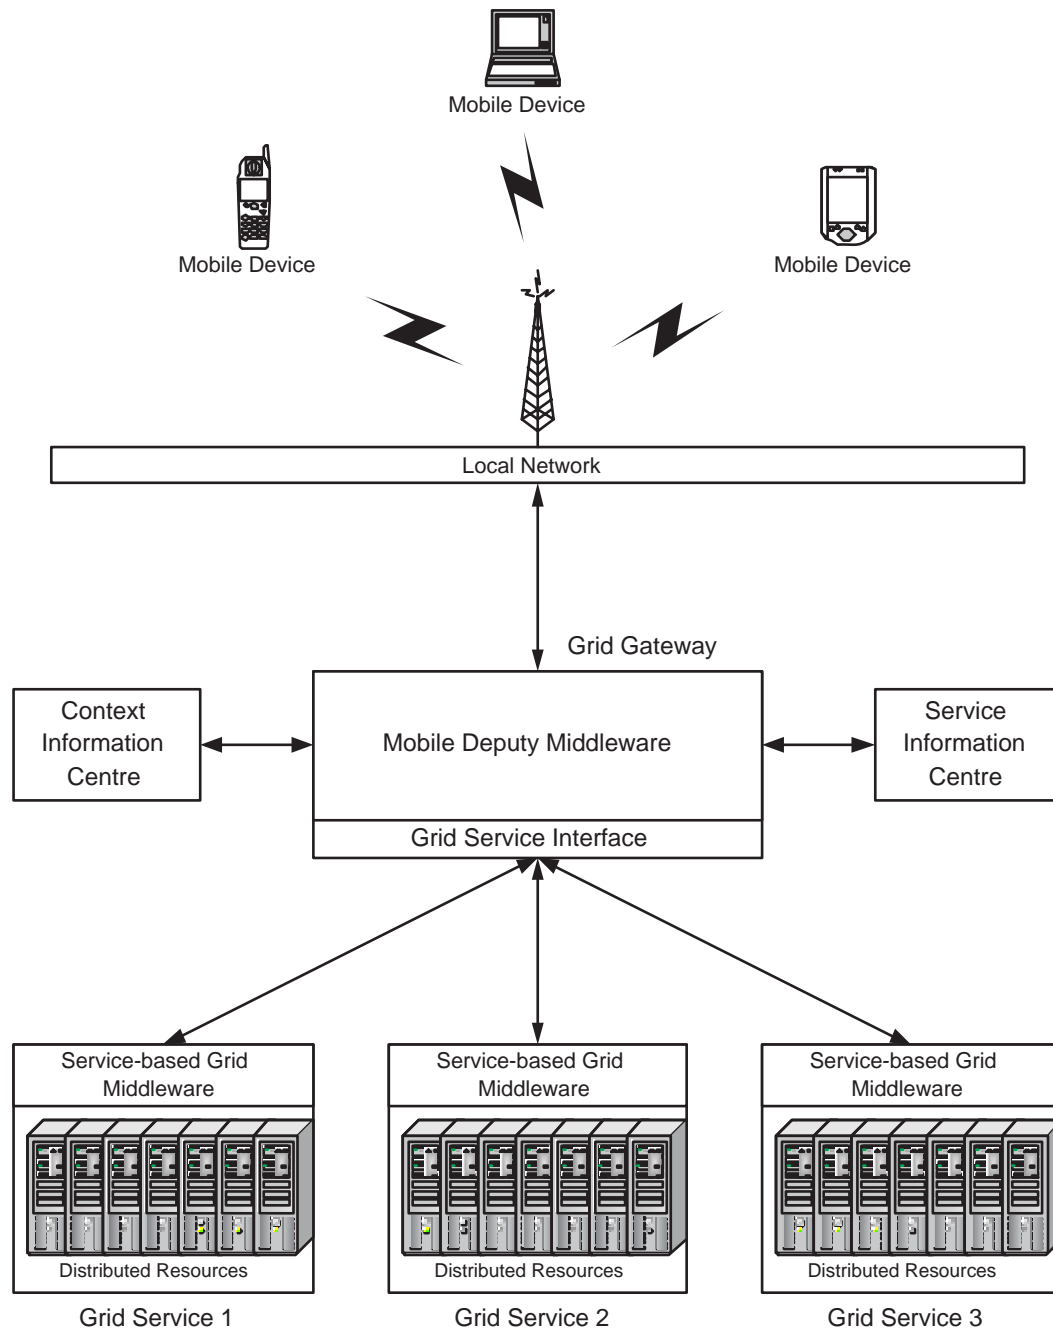 Mobile Device
Mobile Device
Mobile Device
Local Network
Grid Gateway
Context
Information
Centre
Mobile Deputy Middleware
Service
Information
Centre
Grid Service Interface
Service-based Grid
Middleware
Service-based Grid
Middleware
Service-based Grid
Middleware
Distributed Resources
Distributed Resources
Distributed Resources
Grid Service 1
Grid Service 2
Grid Service 3